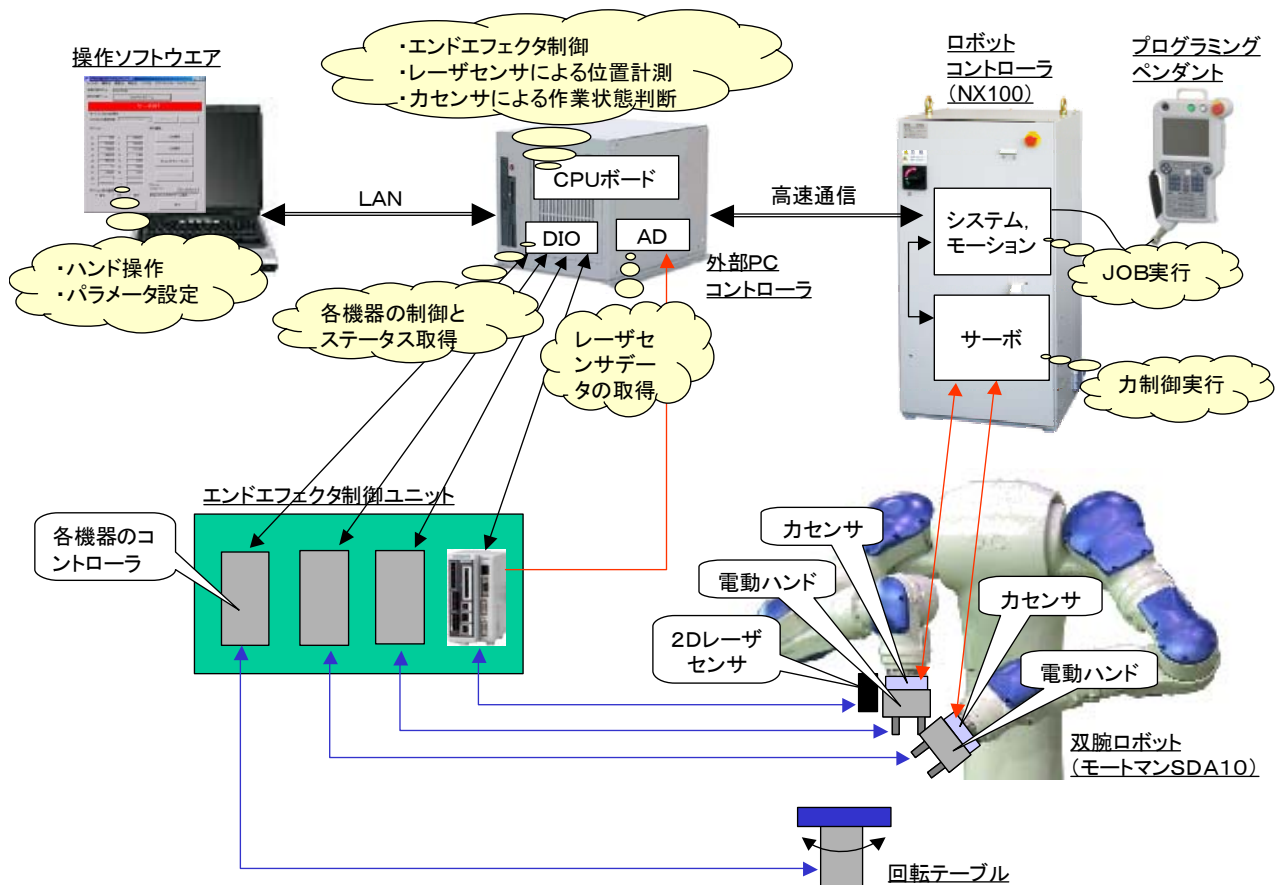 操作ソフトウエア
・エンドエフェクタ制御
・レーザセンサによる位置計測
・力センサによる作業状態判断
ロボット
コントローラ
（NX100）
プログラミング
ペンダント
CPUボード
LAN
DIO
AD
高速通信
システム,
モーション
外部PC
コントローラ
JOB実行
・ハンド操作
・パラメータ設定
各機器の制御と
ステータス取得
レーザセ
ンサデー
タの取得
サーボ
力制御実行
エンドエフェクタ制御ユニット
各機器のコ
ントローラ
力センサ
電動ハンド
2Dレーザ
センサ
力センサ
電動ハンド
双腕ロボット
（モートマンSDA10）
回転テーブル